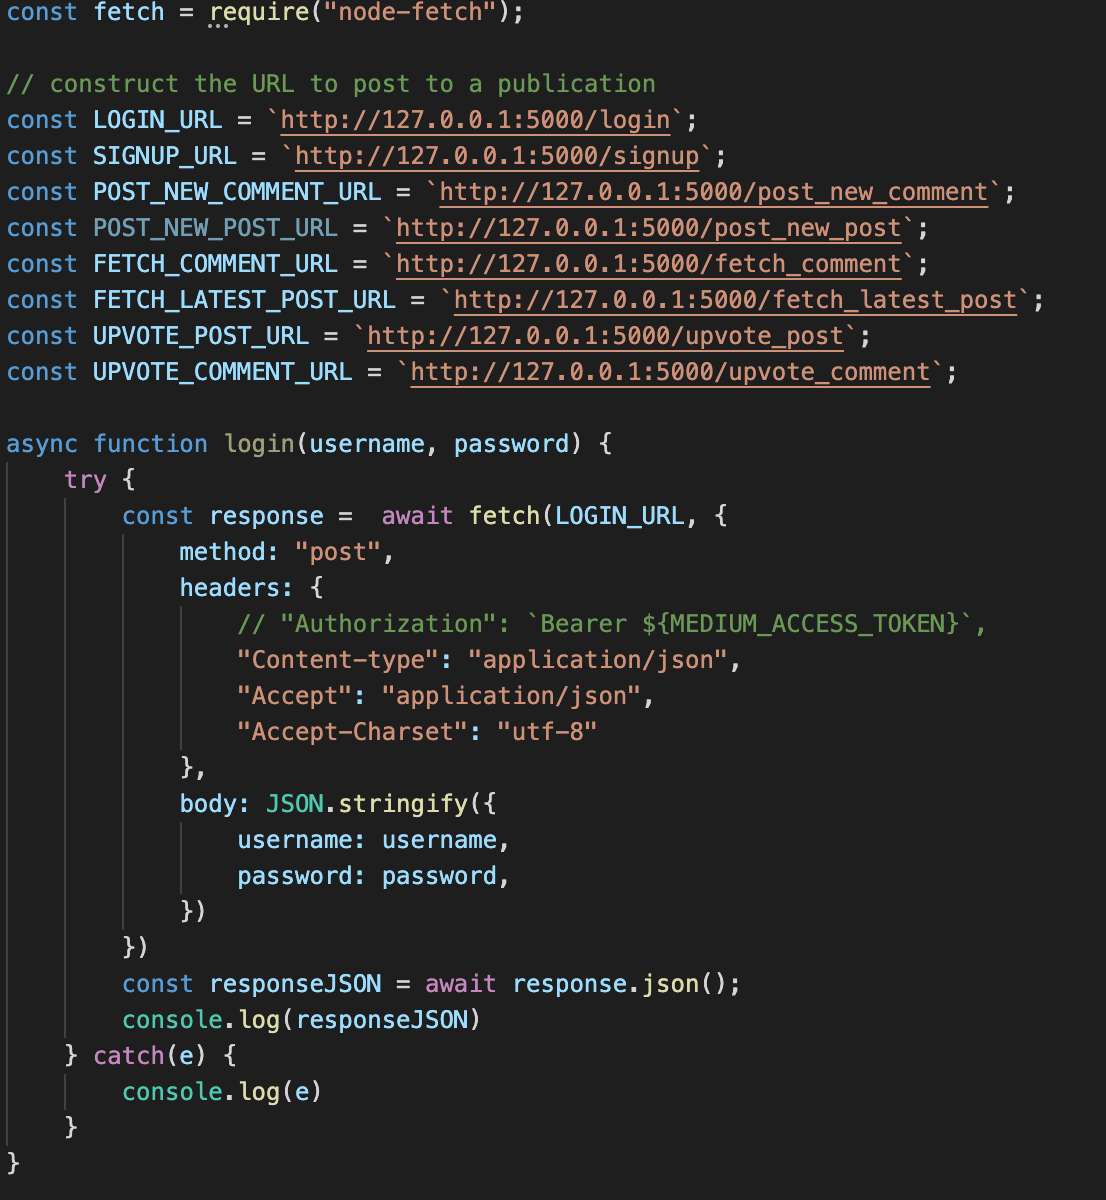 const fetch = require("node-fetch");
// construct the URL to post to a publication
const LOGIN_URL = `http://127.0.0.1:5000/login`;
const SIGNUP_URL = `http://127.0.0.1:5000/signup`;
const POST_NEW_COMMENT_URL = `http://127.0.0.1:5000/post_new_comment`;
const POST_NEW_POST_URL = `http://127.0.0.1:5000/post_new_post`;
const FETCH_COMMENT_URL = `http://127.0.0.1:5000/fetch_comment`;
const FETCH_LATEST_POST_URL = `http://127.0.0.1:5000/fetch_latest_post`;
const UPVOTE_POST_URL = `http://127.0.0.1:5000/upvote_post`;
const UPVOTE_COMMENT_URL = `http://127.0.0.1:5000/upvote_comment`;
async function login(username, password) {
    try {
        const response =  await fetch(LOGIN_URL, {
            method: "post",
            headers: {
                // "Authorization": `Bearer ${MEDIUM_ACCESS_TOKEN}`,
                "Content-type": "application/json",
                "Accept": "application/json",
                "Accept-Charset": "utf-8"
            },
            body: JSON.stringify({
                username: username,
                password: password,
            })
        })
        const responseJSON = await response.json();
        console.log(responseJSON)
    } catch(e) {
        console.log(e)
    }
}